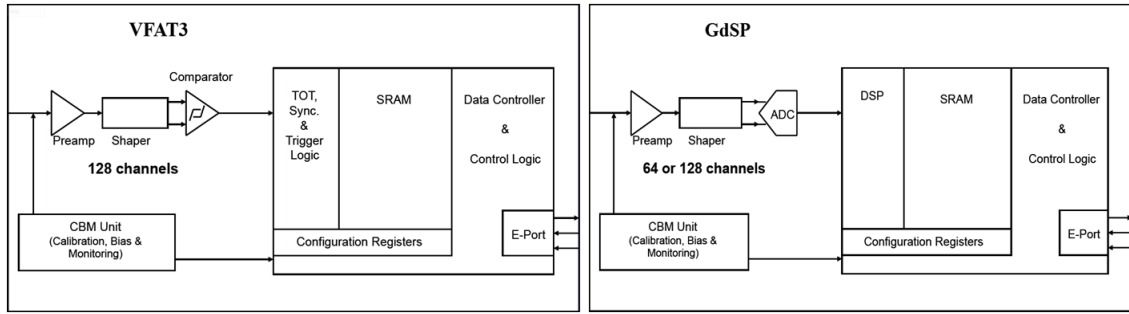 VFAT3
Comparator
Preamp
Shaper
128 channels
TOT,
Sync.
&
Trigger
Logic
SRAM
Data Controller
&
Control Logic
Configuration Registers
E-Port
CBM Unit
(Calibration, Bias &
Monitoring)
GdSP
ADC
Preamp
Shaper
64 or 128 channels
DSP
SRAM
Data Controller
&
Control Logic
Configuration Registers
E-Port
CBM Unit
(Calibration, Bias &
Monitoring)